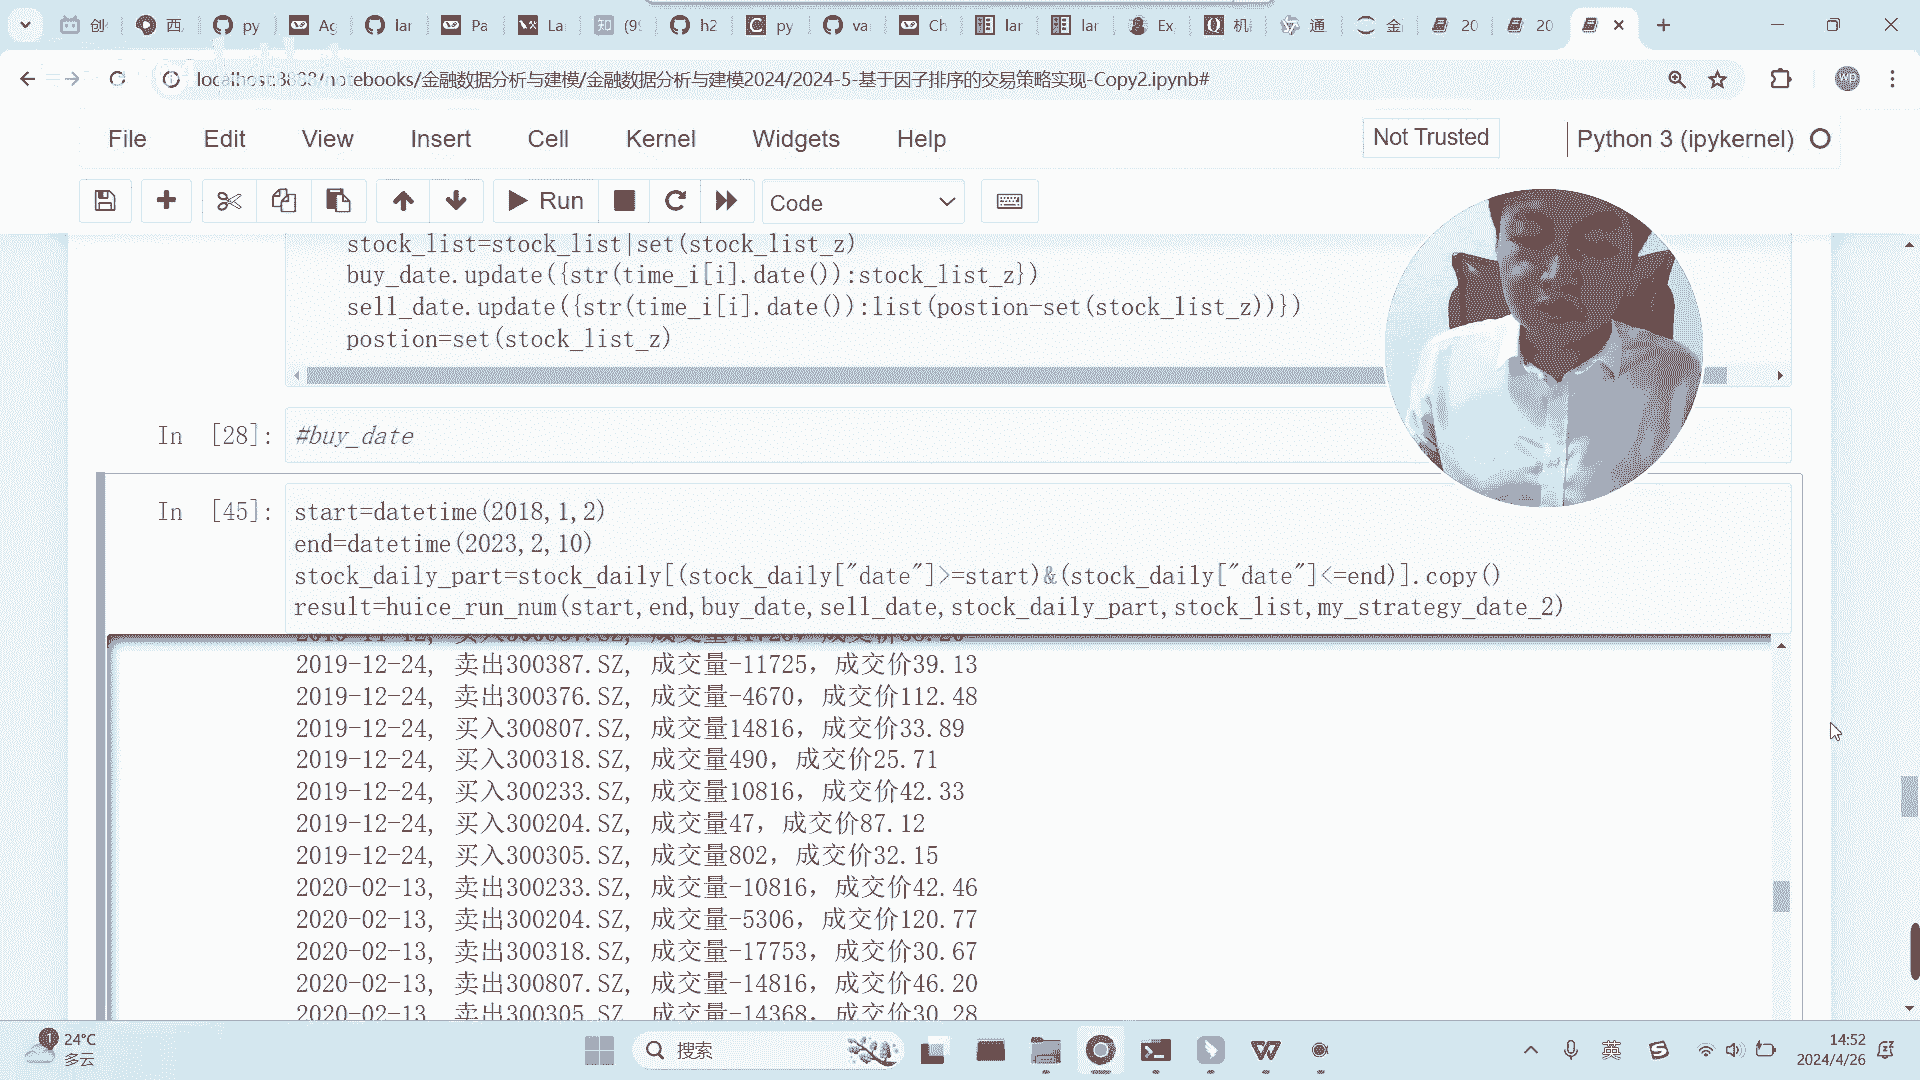 创
西
py
Ag
lar
Pa
La
知
(9
h2
py
va
Ch
lar
lar
Ex
机
通
金
20
20
localhost:8888/notebooks/金融数据分析与建模/金融数据分析与建模2024/2024-5-基于因子排序的交易策略实现-Copy2.ipynb#
wp
File Edit View Insert Cell Kernel Widgets Help
Not Trusted
Python 3 (ipykernel)
Run
Code
stock_list=stock_list|set(stock_list_z)
buy_date.update({str(time_i[i].date()):stock_list_z})
sell_date.update({str(time_i[i].date()):list(postion-set(stock_list_z))})
postion=set(stock_list_z)
In [28]: #buy_date
In [45]: start=datetime(2018,1,2)
end=datetime(2023,2,10)
stock_daily_part=stock_daily[(stock_daily["date"]>=start)&(stock_daily["date"]<=end)].copy()
result=huice_run_num(start,end,buy_date,sell_date,stock_daily_part,stock_list,my_strategy_date_2)
2019-12-24, 卖出300387.SZ, 成交量-11725，成交价39.13
2019-12-24, 卖出300376.SZ, 成交量-4670，成交价112.48
2019-12-24, 买入300807.SZ, 成交量14816，成交价33.89
2019-12-24, 买入300318.SZ, 成交量490，成交价25.71
2019-12-24, 买入300233.SZ, 成交量10816，成交价42.33
2019-12-24, 买入300204.SZ, 成交量47，成交价87.12
2019-12-24, 买入300305.SZ, 成交量802，成交价32.15
2020-02-13, 卖出300233.SZ, 成交量-10816，成交价42.46
2020-02-13, 卖出300204.SZ, 成交量-5306，成交价120.77
2020-02-13, 卖出300318.SZ, 成交量-17753，成交价30.67
2020-02-13, 卖出300807.SZ, 成交量-14816，成交价46.20
2020-02-13, 卖出300305.SZ, 成交量-14368，成交价30.28
1
24°C
多云
搜索
英
14:52
2024/4/26